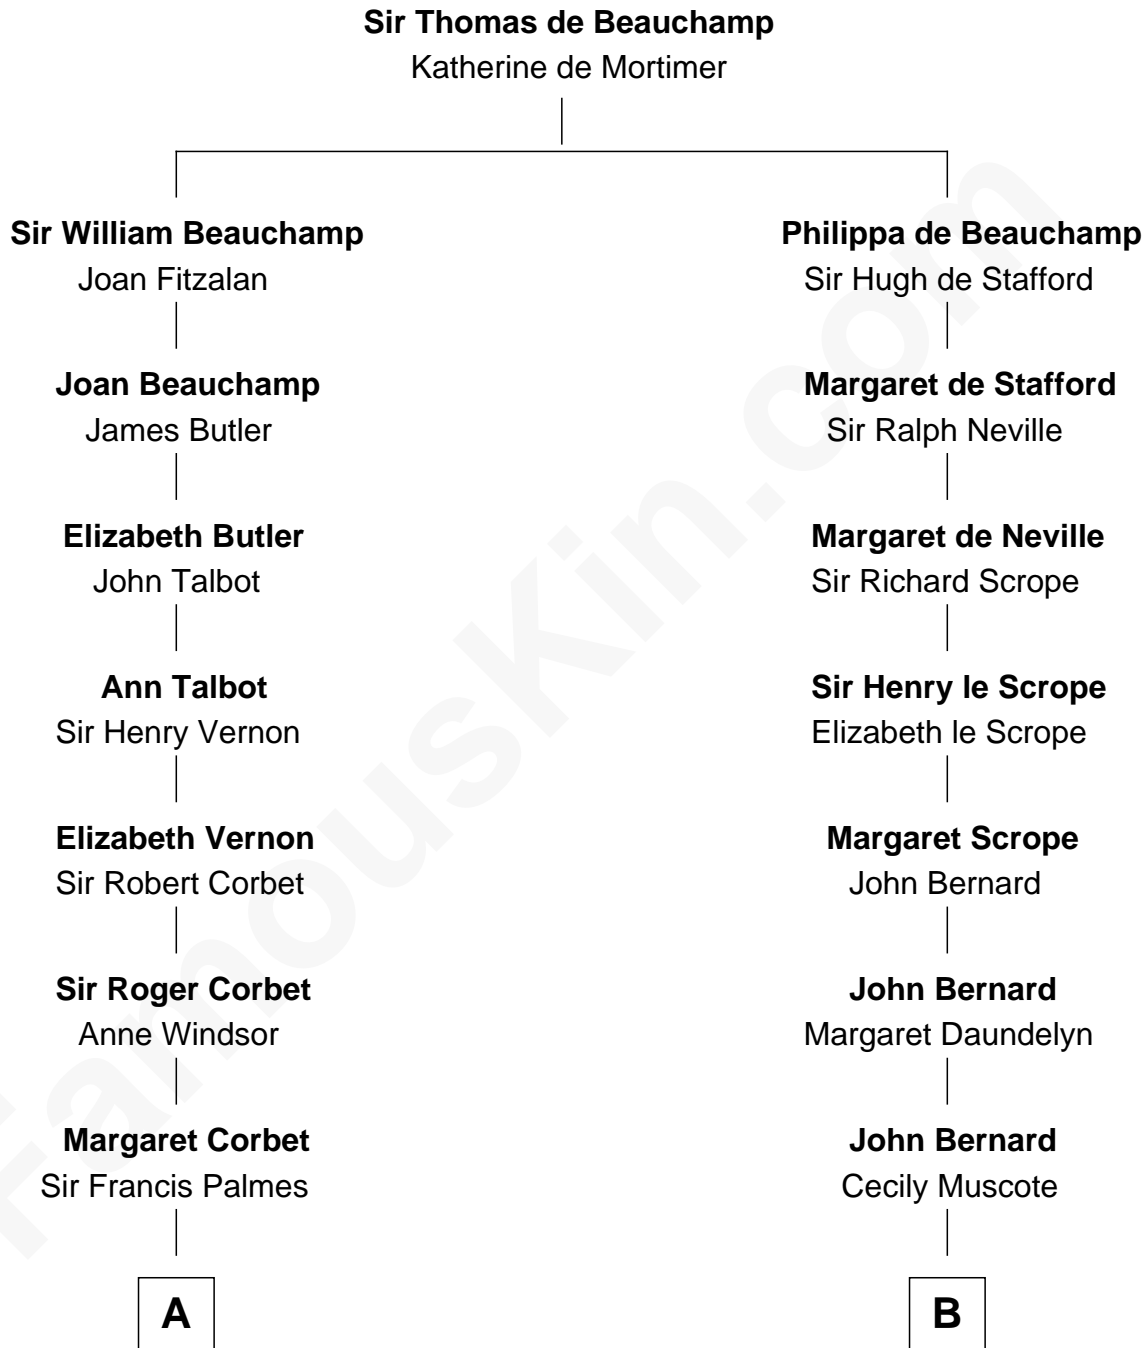 Sir Thomas de Beauchamp
Katherine de Mortimer
Sir William Beauchamp
Joan Fitzalan
Philippa de Beauchamp
Sir Hugh de Stafford
Joan Beauchamp
James Butler
Margaret de Stafford
Sir Ralph Neville
Elizabeth Butler
John Talbot
Margaret de Neville
Sir Richard Scrope
Ann Talbot
Sir Henry Vernon
Sir Henry le Scrope
Elizabeth le Scrope
Elizabeth Vernon
Sir Robert Corbet
Margaret Scrope
John Bernard
Sir Roger Corbet
Anne Windsor
John Bernard
Margaret Daundelyn
Margaret Corbet
Sir Francis Palmes
John Bernard
Cecily Muscote
A
B
FamousKin.com